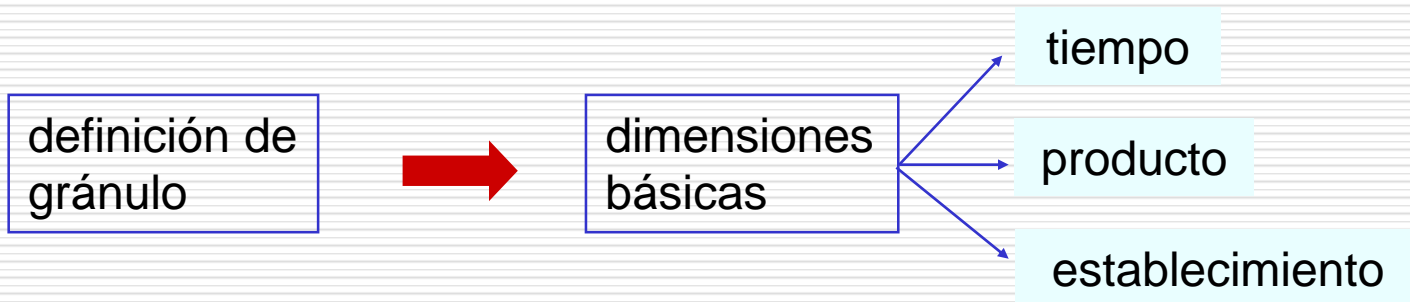 definición de
gránulo
dimensiones
básicas
tiempo
producto
establecimiento